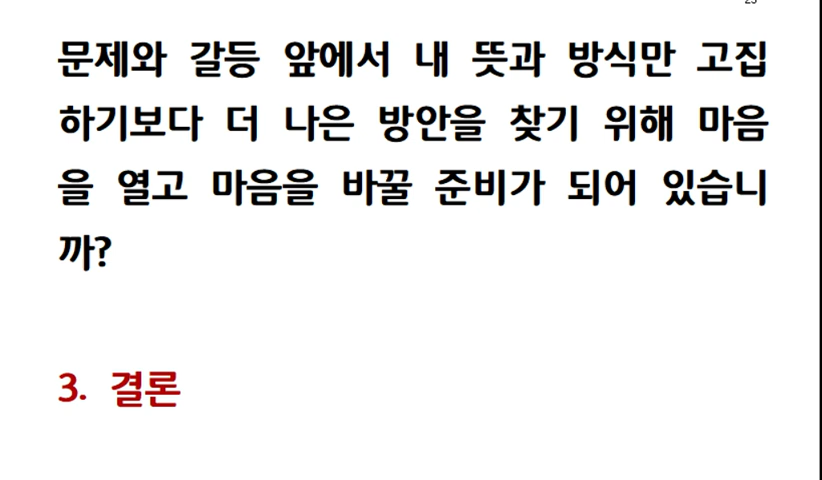 문제와 갈등 앞에서 내 뜻과 방식만 고집
하기보다 더 나은 방안을 찾기 위해 마음
을 열고 마음을 바꿀 준비가 되어 있습니
까?
3. 결론